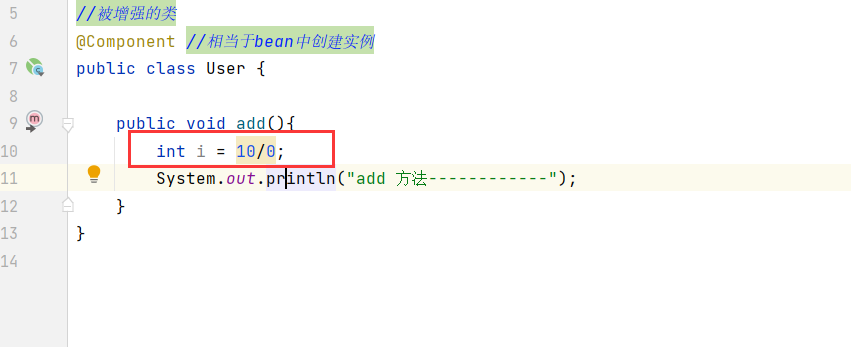 5 //被增强的类
6 @Component //相当于bean中创建实例
7 public class User {
8
9 public void add(){
10 int i = 10/0;
11 System.out.println("add 方法------------");
12 }
13 }
14